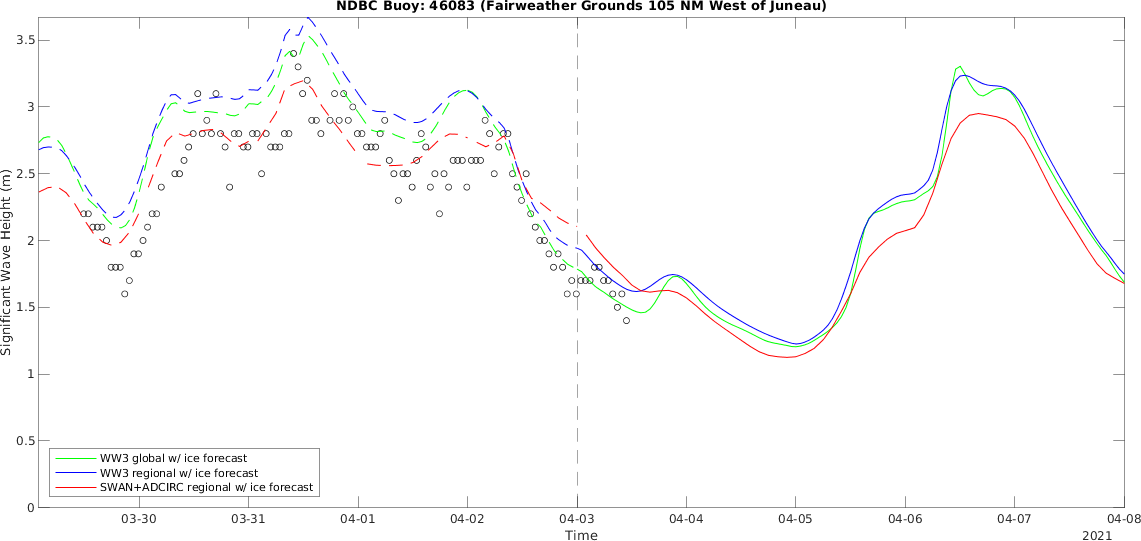 NDBC Buoy: 46083 (Fairweather Grounds 105 NM West of Juneau)
Significant Wave Height (m)
3.5
3
2.5
2
1.5
1
0.5
0
WW3 global w/ ice forecast
WW3 regional w/ ice forecast
SWAN+ADCIRC regional w/ ice forecast
03-30 03-31 04-01 04-02 04-03 04-04 04-05 04-06 04-07 04-08
Time
2021